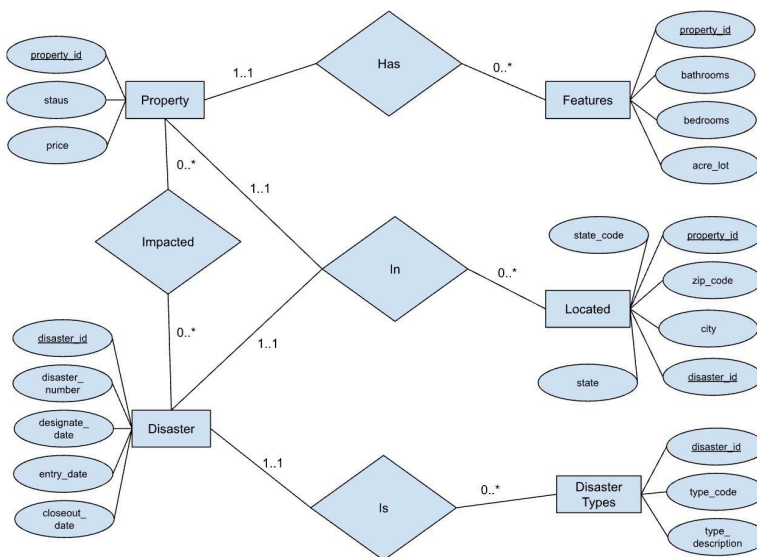 property_id
staus
price
Property
1..1
Has
0..*
Features
property_id
bathrooms
bedrooms
acre_lot
0..*
1..1
Impacted
0..*
In
1..1
0..*
state_code
property_id
zip_code
Located
city
state
disaster_id
disaster_id
disaster_
number
designate_
date
entry_date
closeout_
date
Disaster
1..1
Is
0..*
Disaster
Types
disaster_id
type_code
type_
description